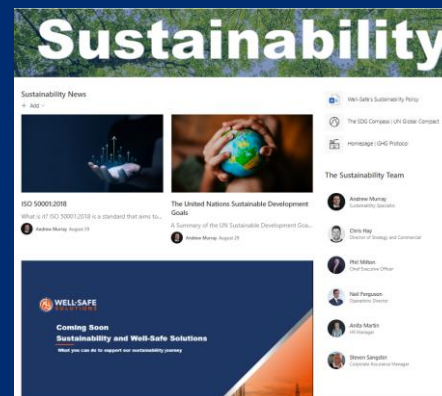 Sustainability
Sustainability News
+ Add
ISO 50001:2018
What is it? ISO 50001:2018 is a standard that aims to...
Andrew Murray August 29
The United Nations Sustainable Development
Goals
A Summary of the UN Sustainable Development Goa...
Andrew Murray August 29
WELL-SAFE
SOLUTIONS
Coming Soon
Sustainability and Well-Safe Solutions
What you can do to support our sustainability journey
Well-Safe's Sustainability Policy
The SDG Compass | UN Global Compact
Homepage | GHG Protocol
The Sustainability Team
Andrew Murray
Sustainability Specialist
Chris Hay
Director of Strategy and Commercial
Phil Milton
Chief Executive Officer
Neil Ferguson
Operations Director
Anita Martin
HR Manager
Steven Sangster
Corporate Assurance Manager